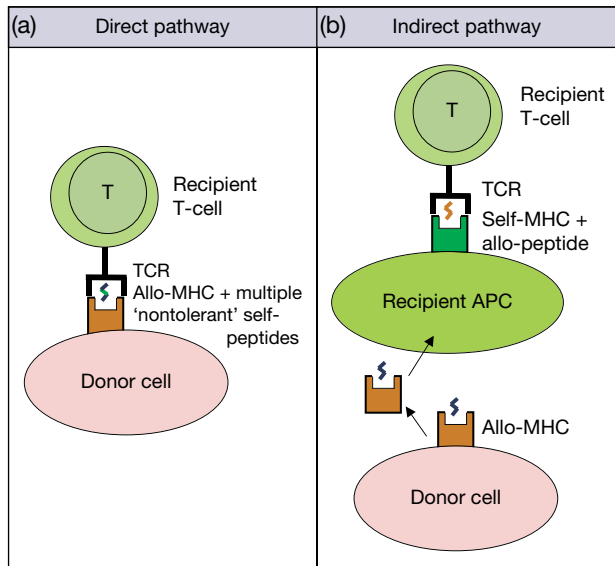 (a) Direct pathway
T
Recipient
T-cell
TCR
Allo-MHC + multiple
‘nontolerant’ self-
peptides
Donor cell
(b) Indirect pathway
Recipient
T-cell
T
TCR
Self-MHC +
allo-peptide
Recipient APC
Allo-MHC
Donor cell